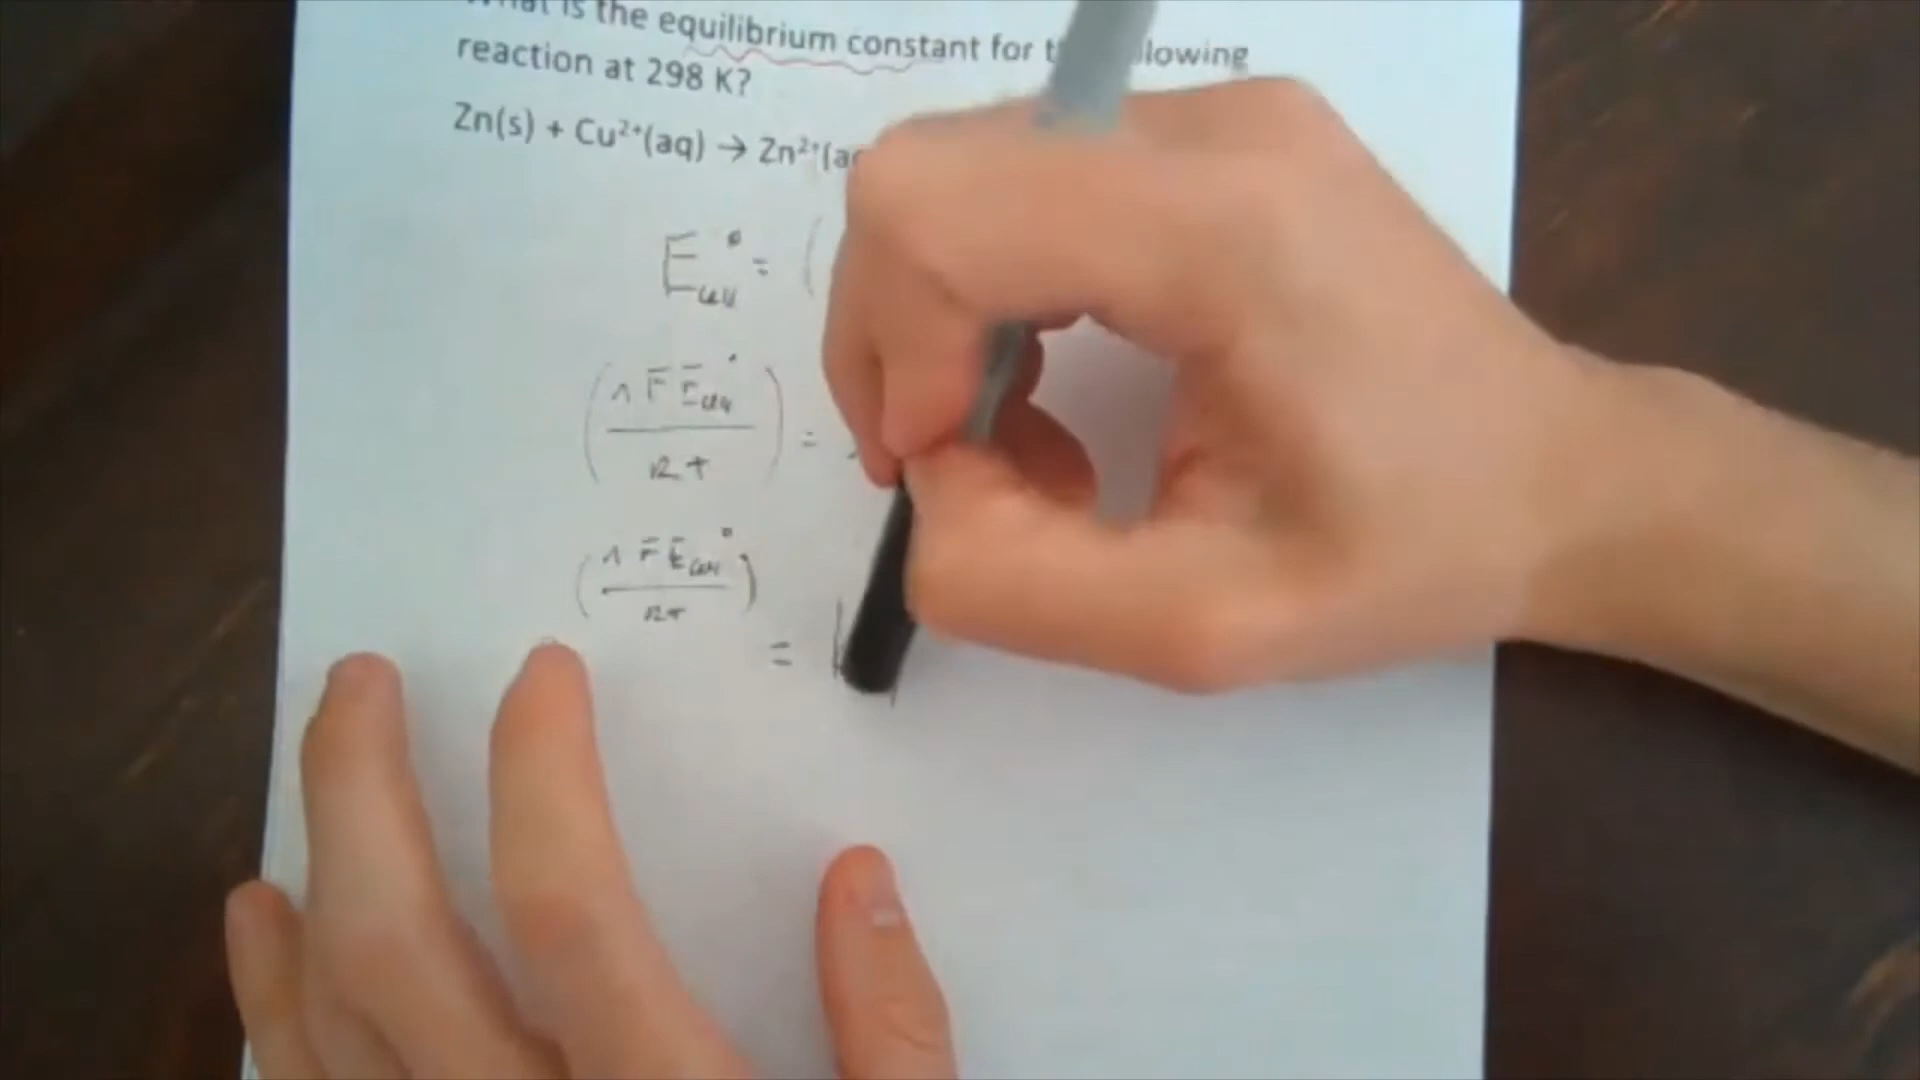 is the equilibrium constant for
reaction at 298 K?
Zn(s) + Cu²⁺(aq) → Zn²⁺(a
E°cell = (
(nFE°cell / RT) =
(nFE°cell / RT)
=